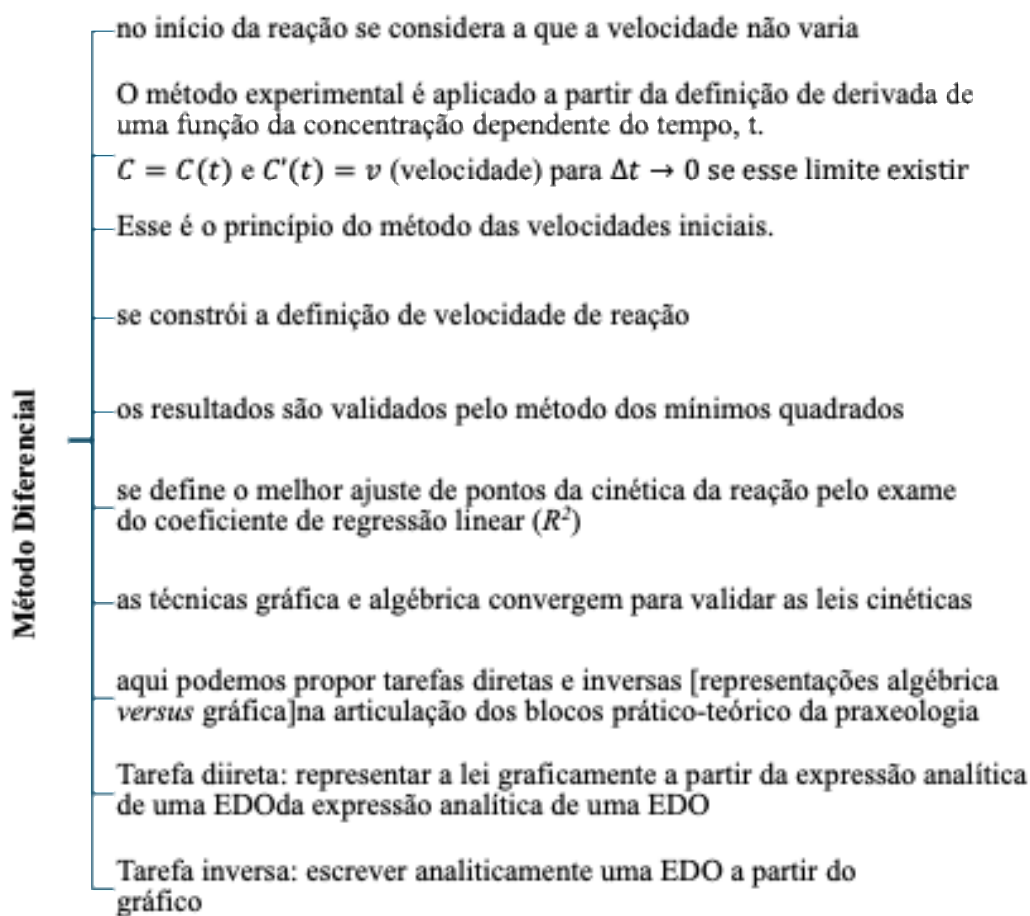 Método Diferencial
no início da reação se considera a que a velocidade não varia
O método experimental é aplicado a partir da definição de derivada de
uma função da concentração dependente do tempo, t.
C = C(t) e C'(t) = v (velocidade) para Δt → 0 se esse limite existir
Esse é o princípio do método das velocidades iniciais.
se constrói a definição de velocidade de reação
os resultados são validados pelo método dos mínimos quadrados
se define o melhor ajuste de pontos da cinética da reação pelo exame
do coeficiente de regressão linear (R²)
as técnicas gráfica e algébrica convergem para validar as leis cinéticas
aqui podemos propor tarefas diretas e inversas [representações algébrica
versus gráfica]na articulação dos blocos prático-teórico da praxeologia
Tarefa diireta: representar a lei graficamente a partir da expressão analítica
de uma EDOda expressão analítica de uma EDO
Tarefa inversa: escrever analiticamente uma EDO a partir do
gráfico